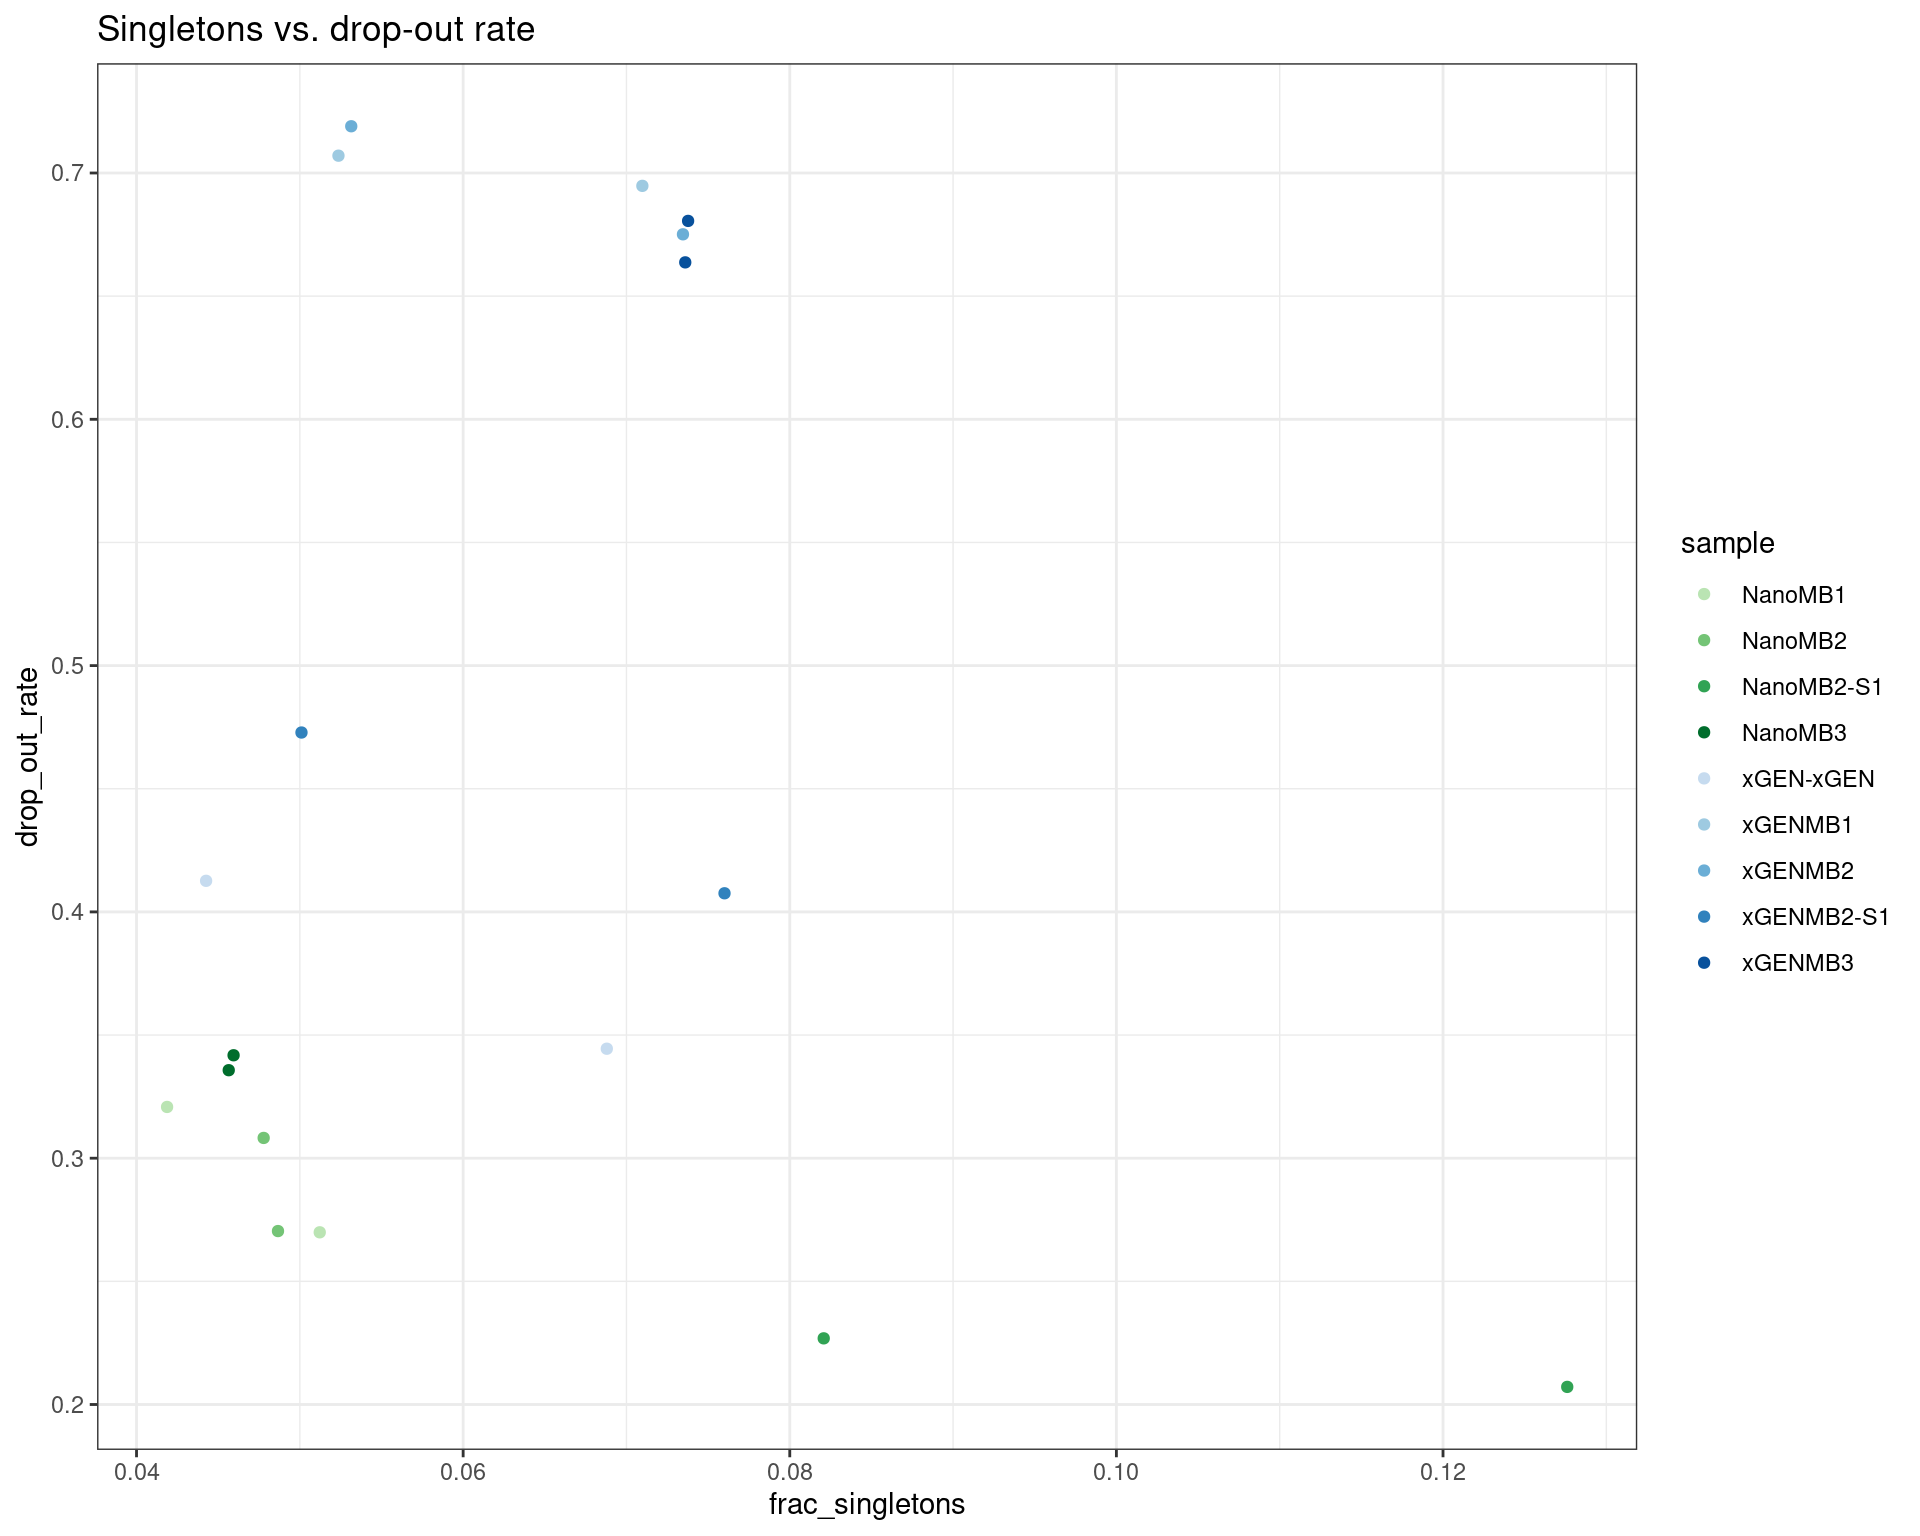 Singletons vs. drop-out rate
0.7
0.6
0.5
0.4
0.3
0.2
drop_out_rate
0.04
0.06
0.08
0.10
0.12
frac_singletons
sample
NanoMB1
NanoMB2
NanoMB2-S1
NanoMB3
xGEN-xGEN
xGENMB1
xGENMB2
xGENMB2-S1
xGENMB3